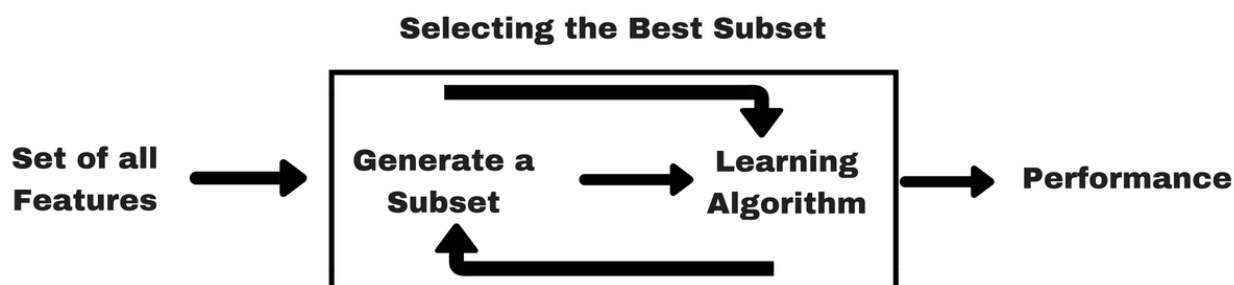 Selecting the Best Subset
Set of all
Features
Generate a
Subset
Learning
Algorithm
Performance